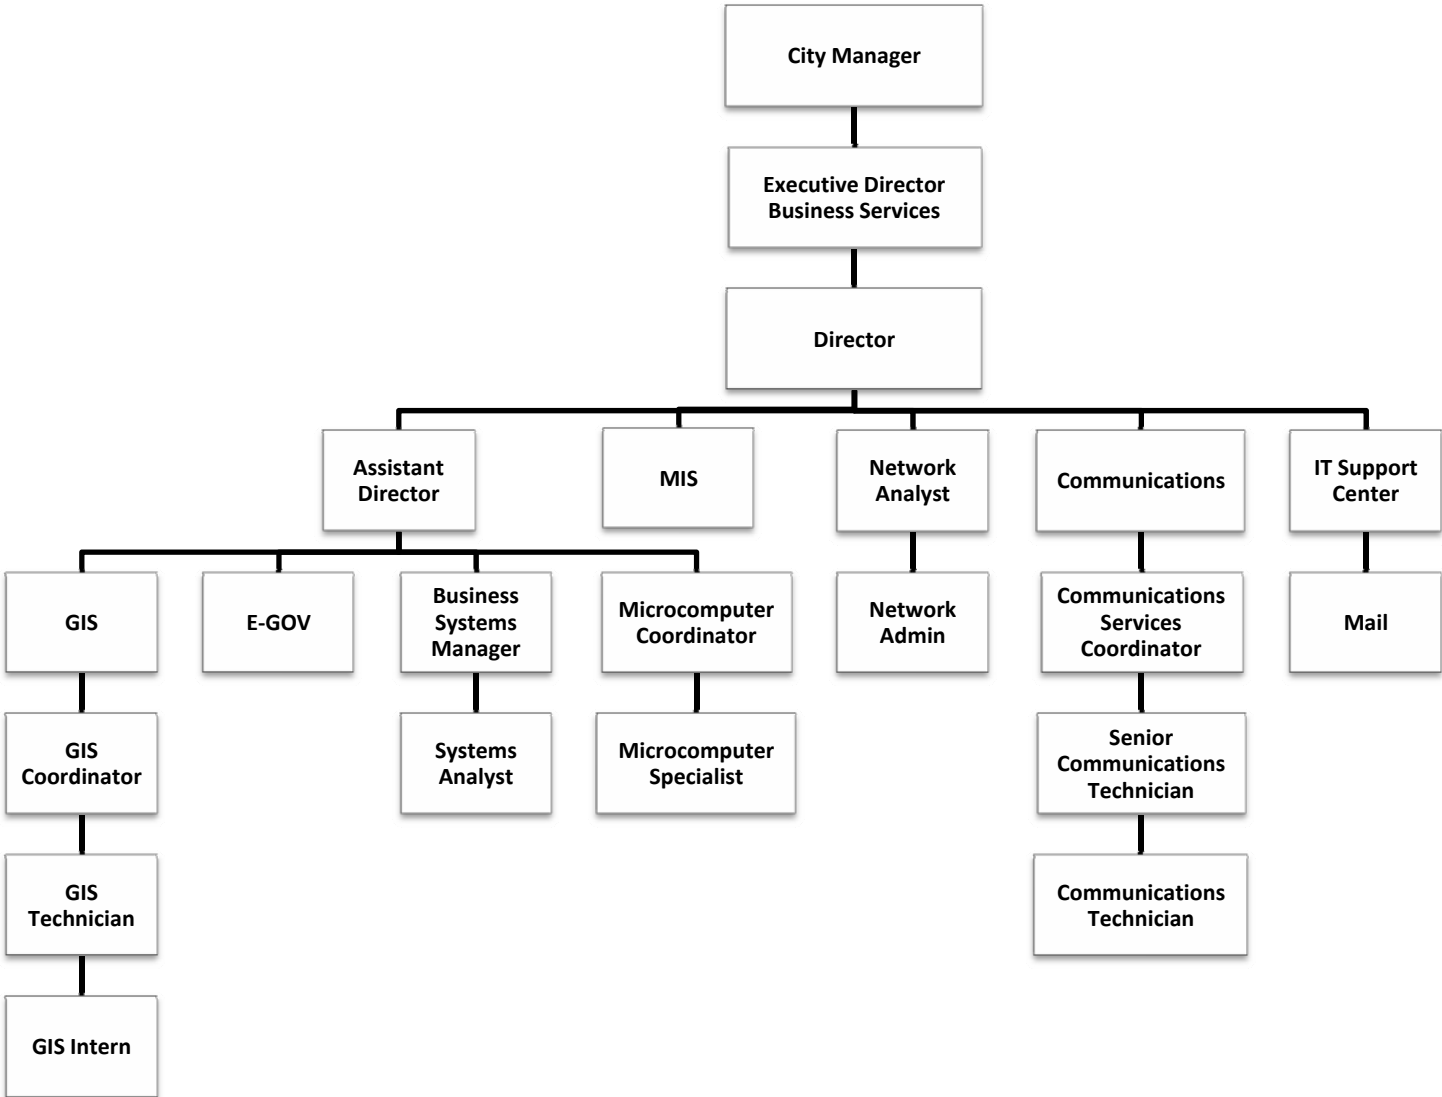 City Manager
Executive Director
Business Services
Director
Assistant
Director
MIS
Network
Analyst
Communications
IT Support
Center
GIS
E-GOV
Business
Systems
Manager
Microcomputer
Coordinator
Network
Admin
Communications
Services
Coordinator
Mail
GIS
Coordinator
Systems
Analyst
Microcomputer
Specialist
Senior
Communications
Technician
GIS
Technician
Communications
Technician
GIS Intern